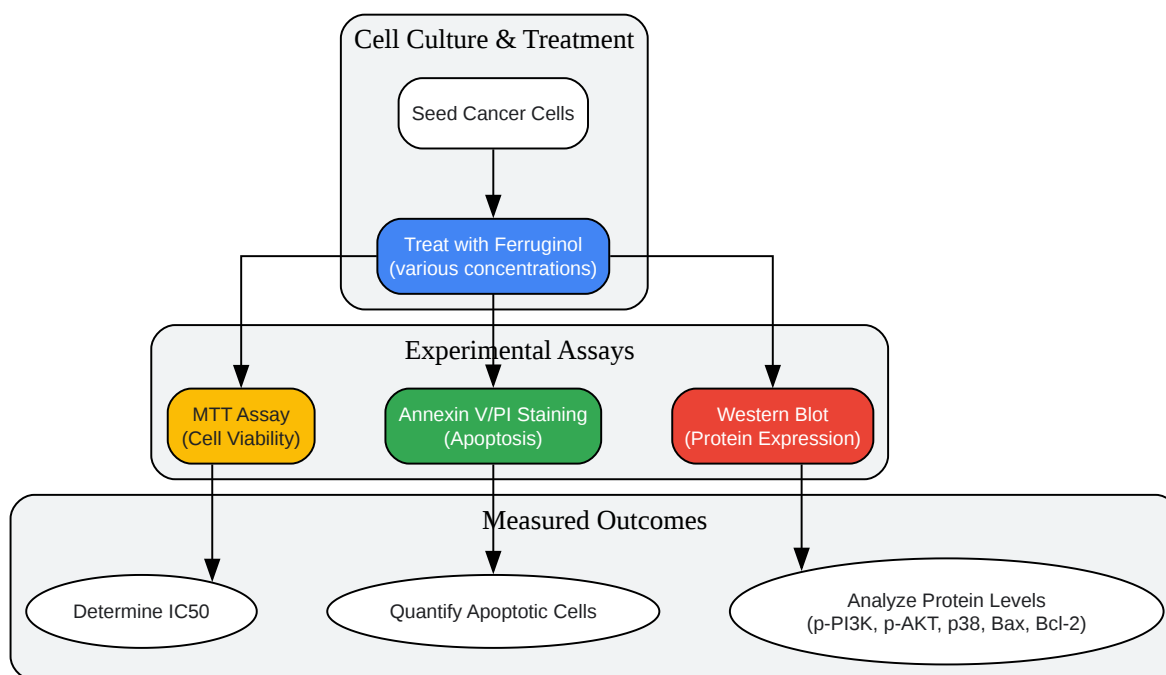 Cell Culture & Treatment
Seed Cancer Cells
Treat with Ferruginol
(various concentrations)
Experimental Assays
MTT Assay
(Cell Viability)
Annexin V/PI Staining
(Apoptosis)
Western Blot
(Protein Expression)
Measured Outcomes
Determine IC50
Quantify Apoptotic Cells
Analyze Protein Levels
(p-PI3K, p-AKT, p38, Bax, Bcl-2)